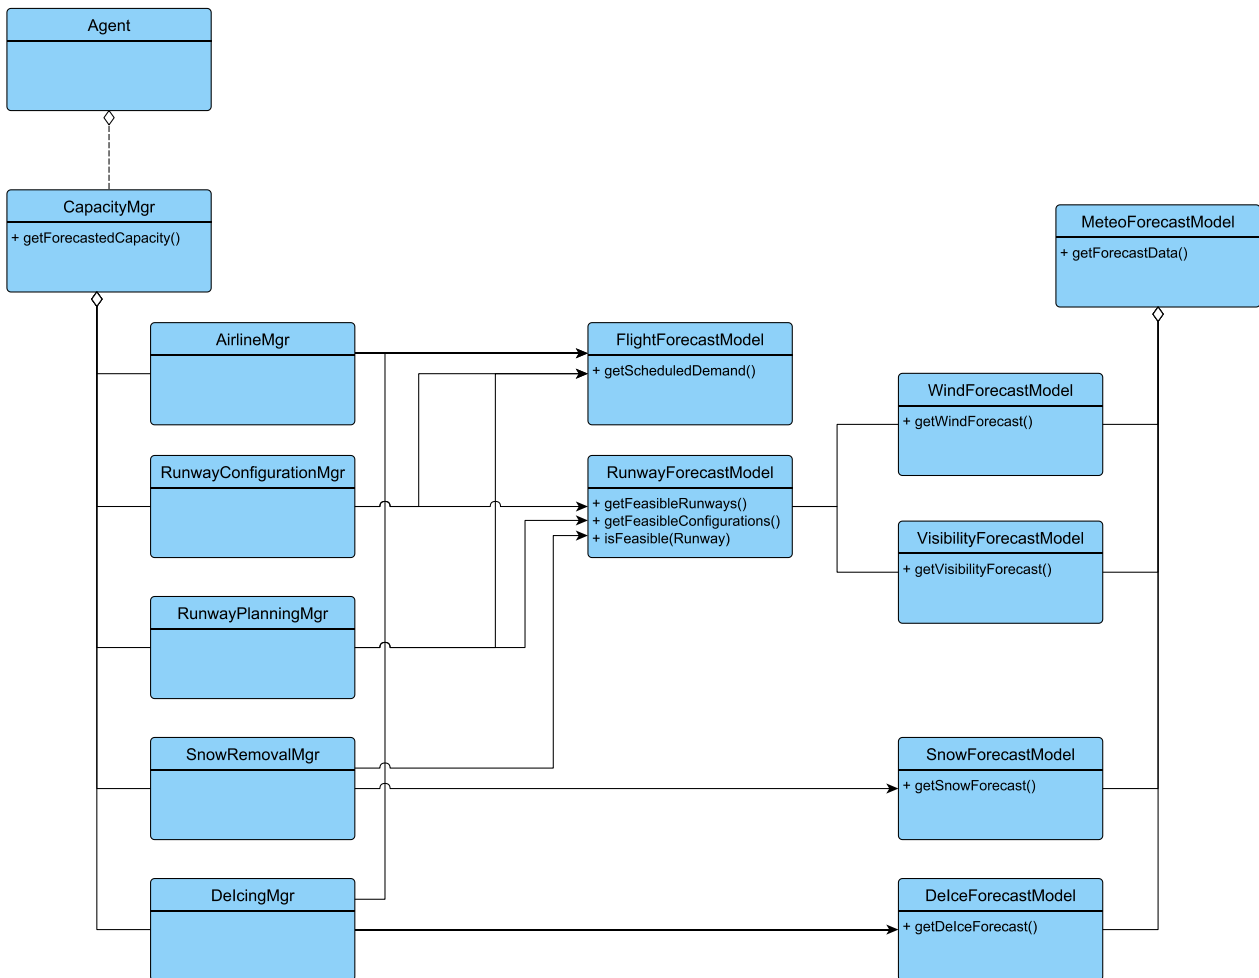 Agent
CapacityMgr
+ getForecastedCapacity()
MeteoForecastModel
+ getForecastData()
AirlineMgr
FlightForecastModel
+ getScheduledDemand()
WindForecastModel
+ getWindForecast()
RunwayConfigurationMgr
RunwayForecastModel
+ getFeasibleRunways()
+ getFeasibleConfigurations()
+ isFeasible(Runway)
VisibilityForecastModel
+ getVisibilityForecast()
RunwayPlanningMgr
SnowRemovalMgr
SnowForecastModel
+ getSnowForecast()
DeIcingMgr
DeIceForecastModel
+ getDeIceForecast()